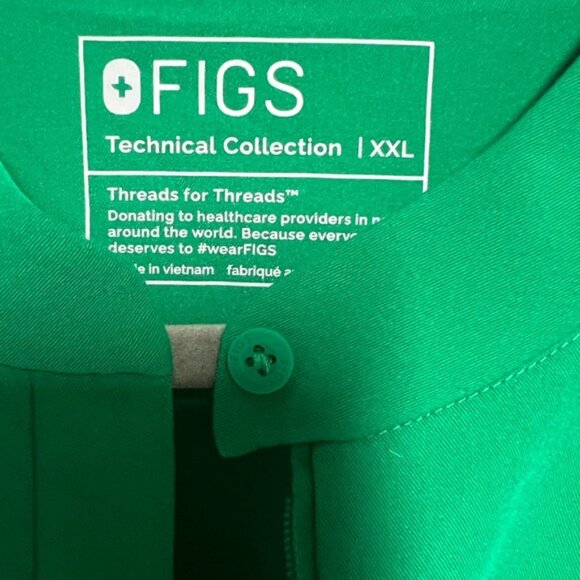 FIGS
Technical Collection | XXL
Threads for Threads™
Donating to healthcare providers in
around the world. Because
deserves to #wearFIGS
in vietnam fabriqué